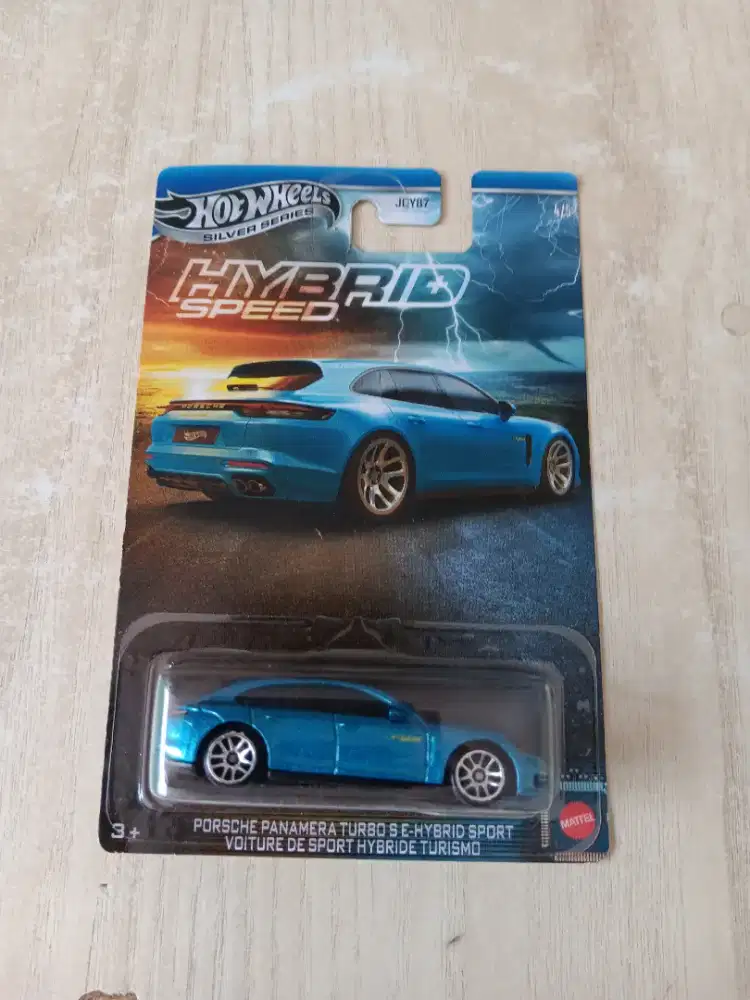 HOT WHEELS
SILVER SERIES
JCY87
HYBRID
SPEED
PORSCHE
3+
PORSCHE PANAMERA TURBO S E-HYBRID SPORT
VOITURE DE SPORT HYBRIDE TURISMO
MATTEL